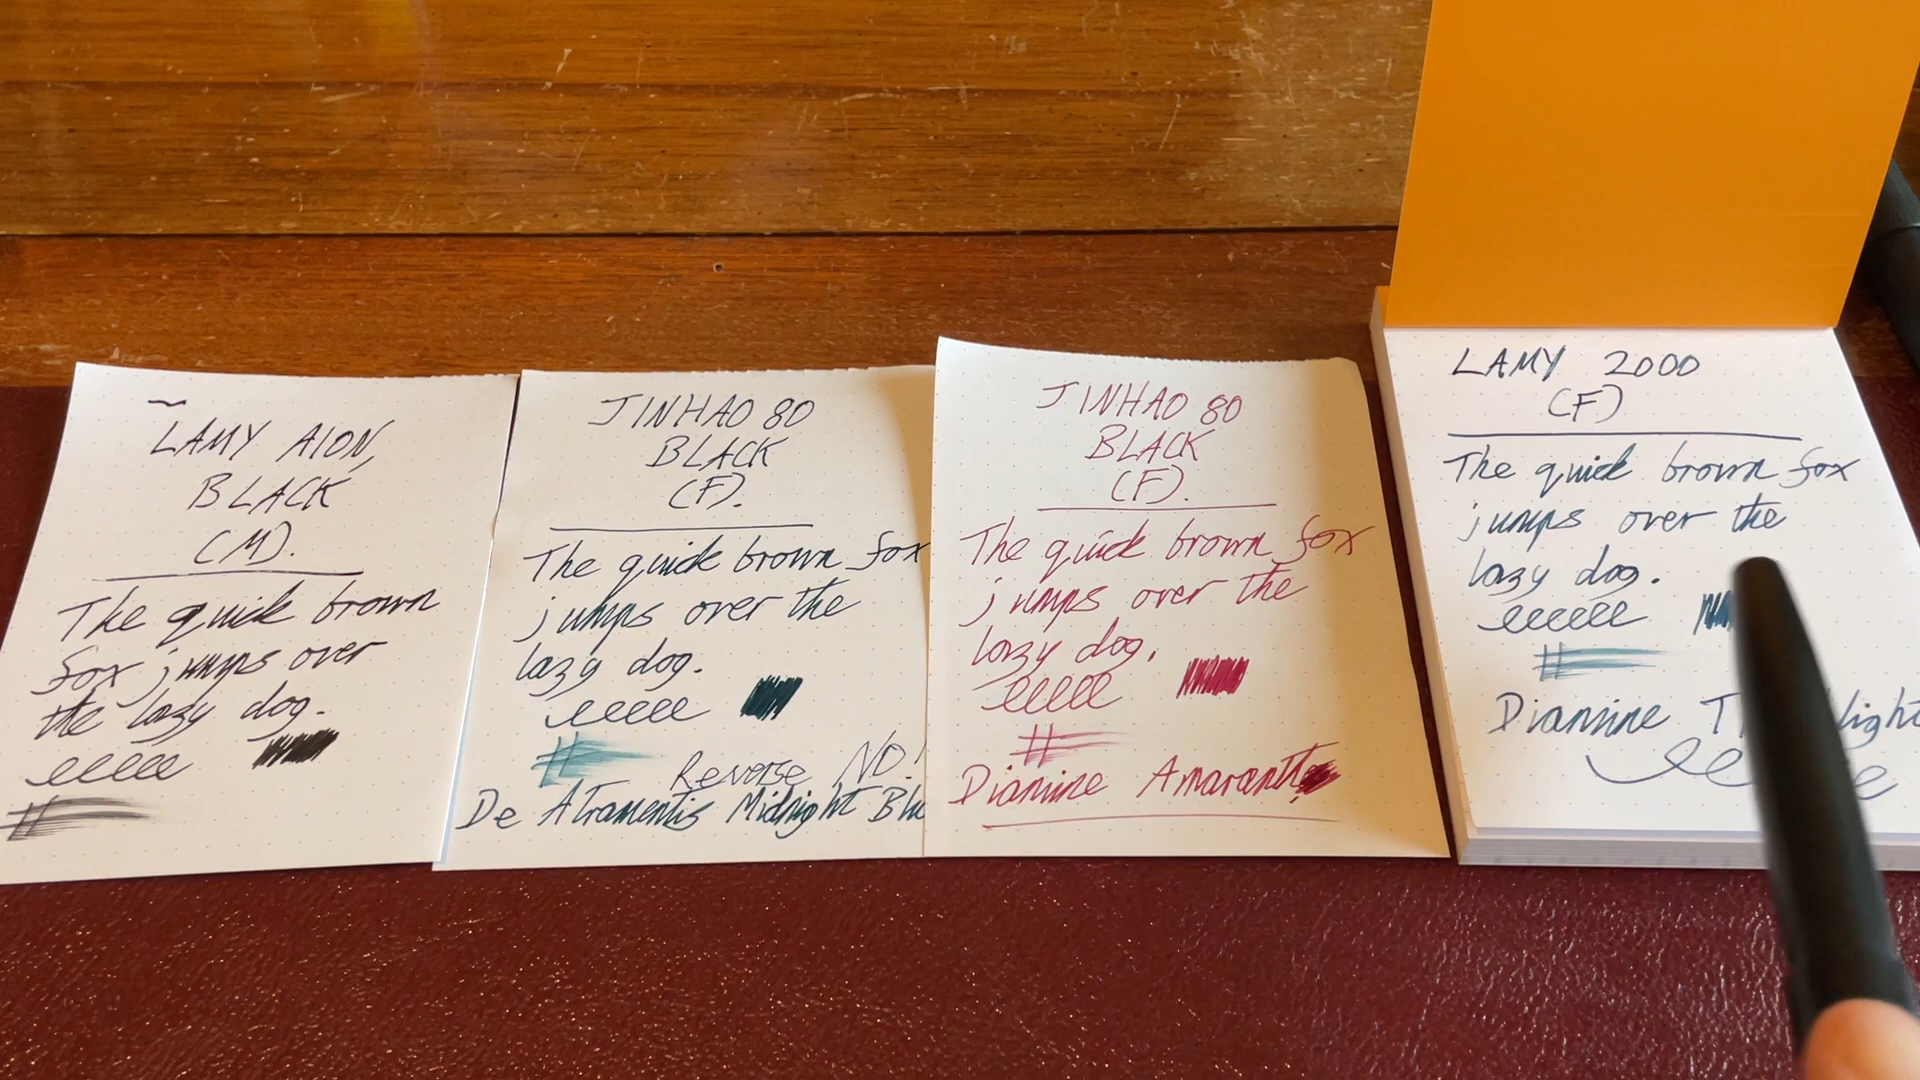 LAMY AION,
BLACK
(M).
The quick brown
fox jumps over
the lazy dog.
eeeee
JINHAO 80
BLACK
(F).
The quick brown fox
jumps over the
lazy dog.
eeeee
Reverse NO!
De Atramentis Midnight
JINHAO 80
BLACK
(F).
The quick brown fox
jumps over the
lazy dog.
eeeee
Diamine Amaranth
LAMY 2000
(F)
The quick brown fox
jumps over the
lazy dog.
eeeeee
Diamine